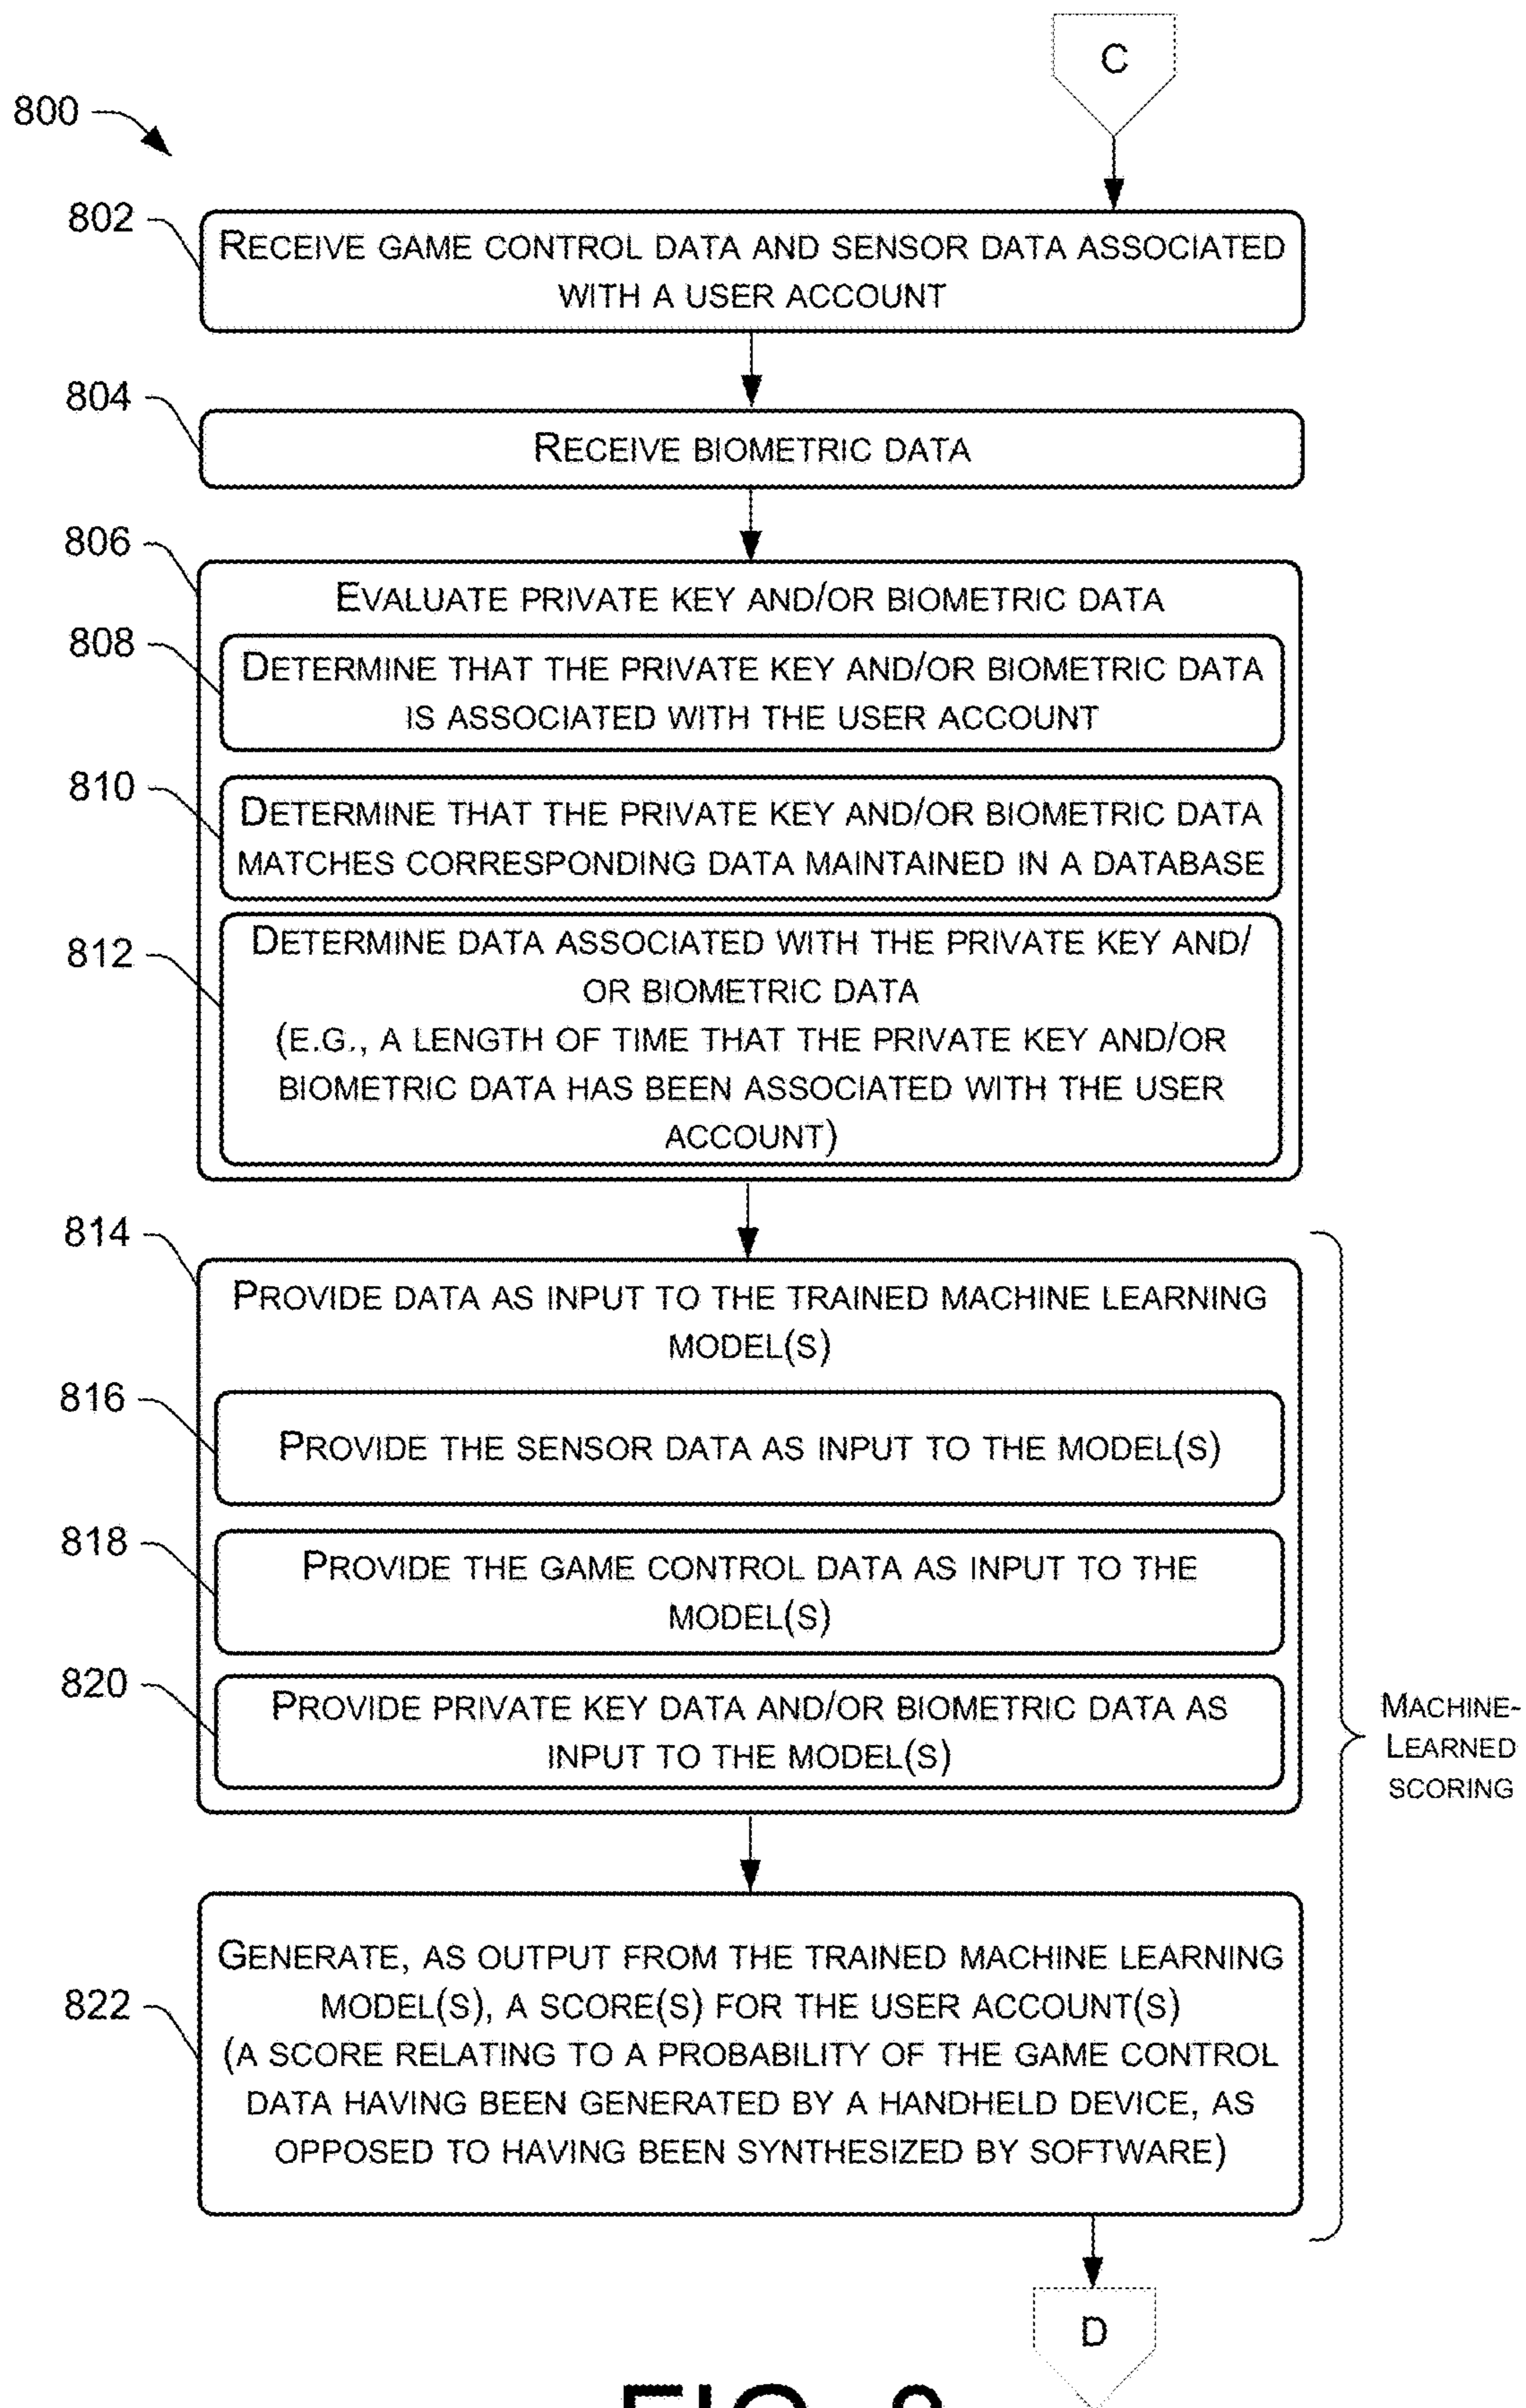 C
800
802
RECEIVE GAME CONTROL DATA AND SENSOR DATA ASSOCIATED
WITH A USER ACCOUNT
804
RECEIVE BIOMETRIC DATA
806
EVALUATE PRIVATE KEY AND/OR BIOMETRIC DATA
808
DETERMINE THAT THE PRIVATE KEY AND/OR BIOMETRIC DATA
IS ASSOCIATED WITH THE USER ACCOUNT
810
DETERMINE THAT THE PRIVATE KEY AND/OR BIOMETRIC DATA
MATCHES CORRESPONDING DATA MAINTAINED IN A DATABASE
812
DETERMINE DATA ASSOCIATED WITH THE PRIVATE KEY AND/
OR BIOMETRIC DATA
(E.G., A LENGTH OF TIME THAT THE PRIVATE KEY AND/OR
BIOMETRIC DATA HAS BEEN ASSOCIATED WITH THE USER
ACCOUNT)
814
PROVIDE DATA AS INPUT TO THE TRAINED MACHINE LEARNING
MODEL(S)
816
PROVIDE THE SENSOR DATA AS INPUT TO THE MODEL(S)
818
PROVIDE THE GAME CONTROL DATA AS INPUT TO THE
MODEL(S)
820
PROVIDE PRIVATE KEY DATA AND/OR BIOMETRIC DATA AS
INPUT TO THE MODEL(S)
MACHINE-
LEARNED
SCORING
822
GENERATE, AS OUTPUT FROM THE TRAINED MACHINE LEARNING
MODEL(S), A SCORE(S) FOR THE USER ACCOUNT(S)
(A SCORE RELATING TO A PROBABILITY OF THE GAME CONTROL
DATA HAVING BEEN GENERATED BY A HANDHELD DEVICE, AS
OPPOSED TO HAVING BEEN SYNTHESIZED BY SOFTWARE)
D